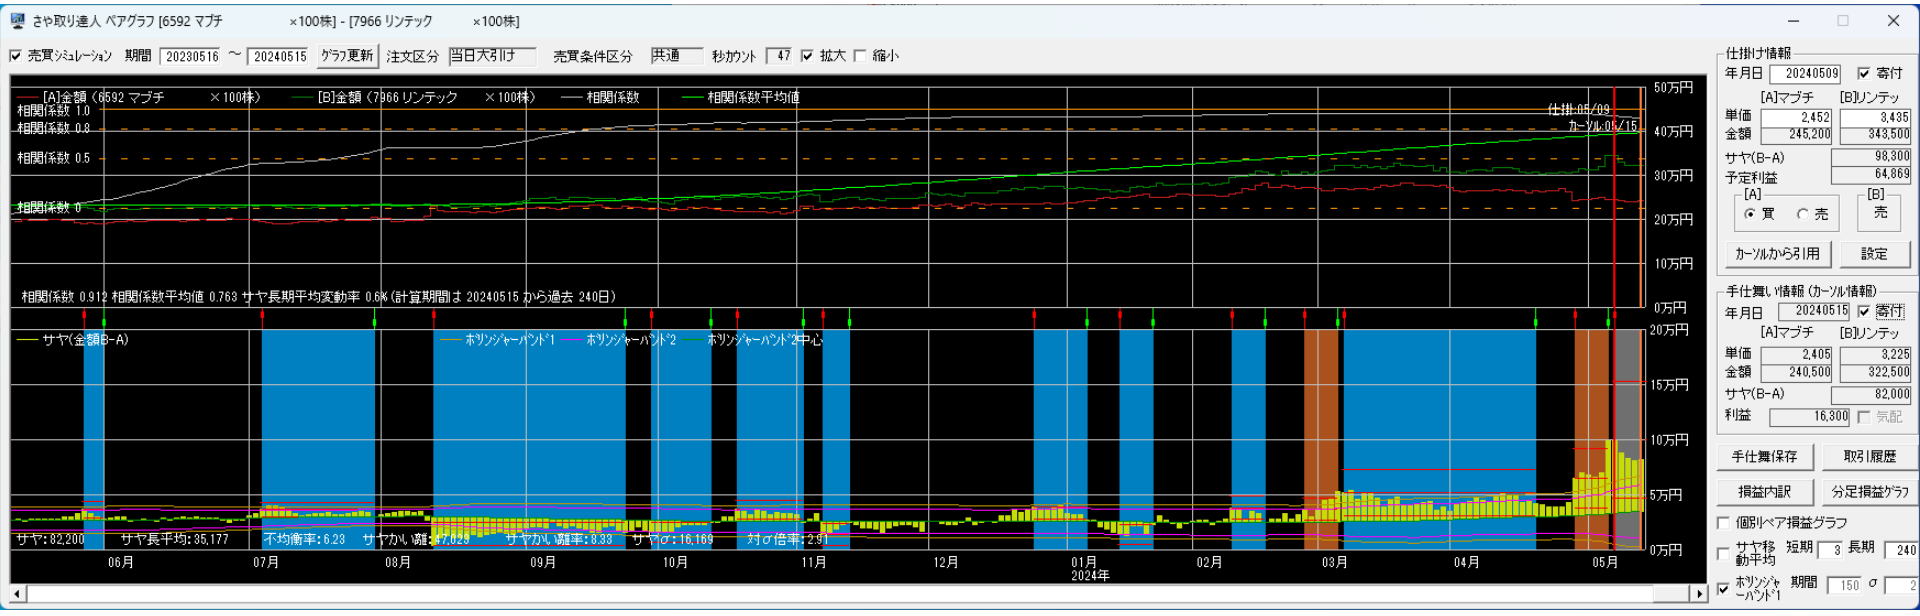 さや取り達人 ペアグラフ [6592 マブチ ×100株] - [7966 リンテック ×100株]
売買シミュレーション 期間 20230516 ～ 20240515 グラフ更新 注文区分 当日大引け 売買条件区分 共通 秒カウント 47 拡大 縮小
[A]金額 (6592 マブチ ×100株) [B]金額 (7966 リンテック ×100株) 相関係数 相関係数平均値
相関係数 1.0
相関係数 0.8
相関係数 0.5
相関係数 0
仕掛:05/09
カーソル:05/15
50万円
40万円
30万円
20万円
10万円
0万円
相関係数 0.912 相関係数平均値 0.763 サヤ長期平均変動率 0.6% (計算期間は 20240515 から過去 240日)
サヤ(金額B-A) ボリンジャーバンド1 ボリンジャーバンド2 ボリンジャーバンド2中心
20万円
15万円
10万円
5万円
0万円
サヤ:82,200 サヤ長平均:35,177 不均衡率:6.23 サヤかい離:47,023 サヤかい離率:8.33 サヤσ:16,169 対σ倍率:2.91
06月 07月 08月 09月 10月 11月 12月 01月 02月 03月 04月 05月
2024年
仕掛け情報
年月日 20240509 寄付
[A]マブチ [B]リンテッ
単価 2,452 3,435
金額 245,200 343,500
サヤ(B-A) 98,300
予定利益 64,869
[A] [B]
買 売 売
カーソルから引用 設定
手仕舞い情報 (カーソル情報)
年月日 20240515 寄付
[A]マブチ [B]リンテッ
単価 2,405 3,225
金額 240,500 322,500
サヤ(B-A) 82,000
利益 16,300 気配
手仕舞保存 取引履歴
損益内訳 分足損益グラフ
個別ペア損益グラフ
サヤ移動平均 短期 3 長期 240
ボリンジャーバンド1 期間 150 σ 2